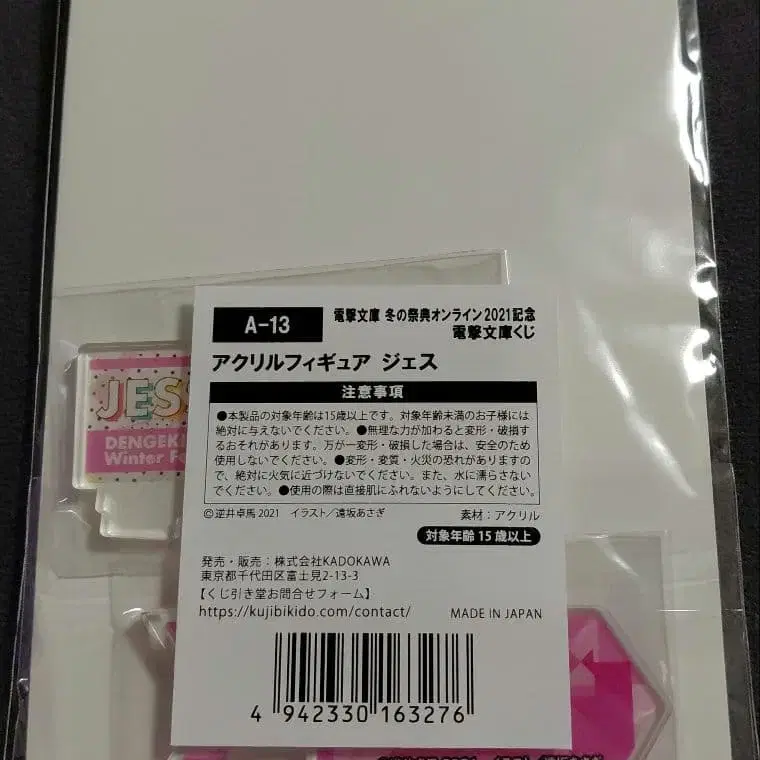 A-13
電撃文庫 冬の祭典オンライン2021記念
電撃文庫くじ
アクリルフィギュア ジェス
注意事項
●本製品の対象年齢は15歳以上です。対象年齢未満のお子様には
絶対に与えないでください。●無理な力が加わると変形・破損す
るおそれがあります。万が一変形・破損した場合は、安全のため
使用しないでください。●変形・変質・火災の恐れがありますの
で、絶対に火気に近づけないでください。また、水に濡らさない
でください。●使用の際は直接肌にふれないようにしてください。
©逆井卓馬 2021 イラスト/遠坂あさぎ
素材:アクリル
対象年齢 15 歳以上
発売・販売:株式会社KADOKAWA
東京都千代田区富士見2-13-3
【くじ引き堂お問合せフォーム】
https://kujibikido.com/contact/
MADE IN JAPAN
4 942330 163276
JES
DENGEK
Winter Fe